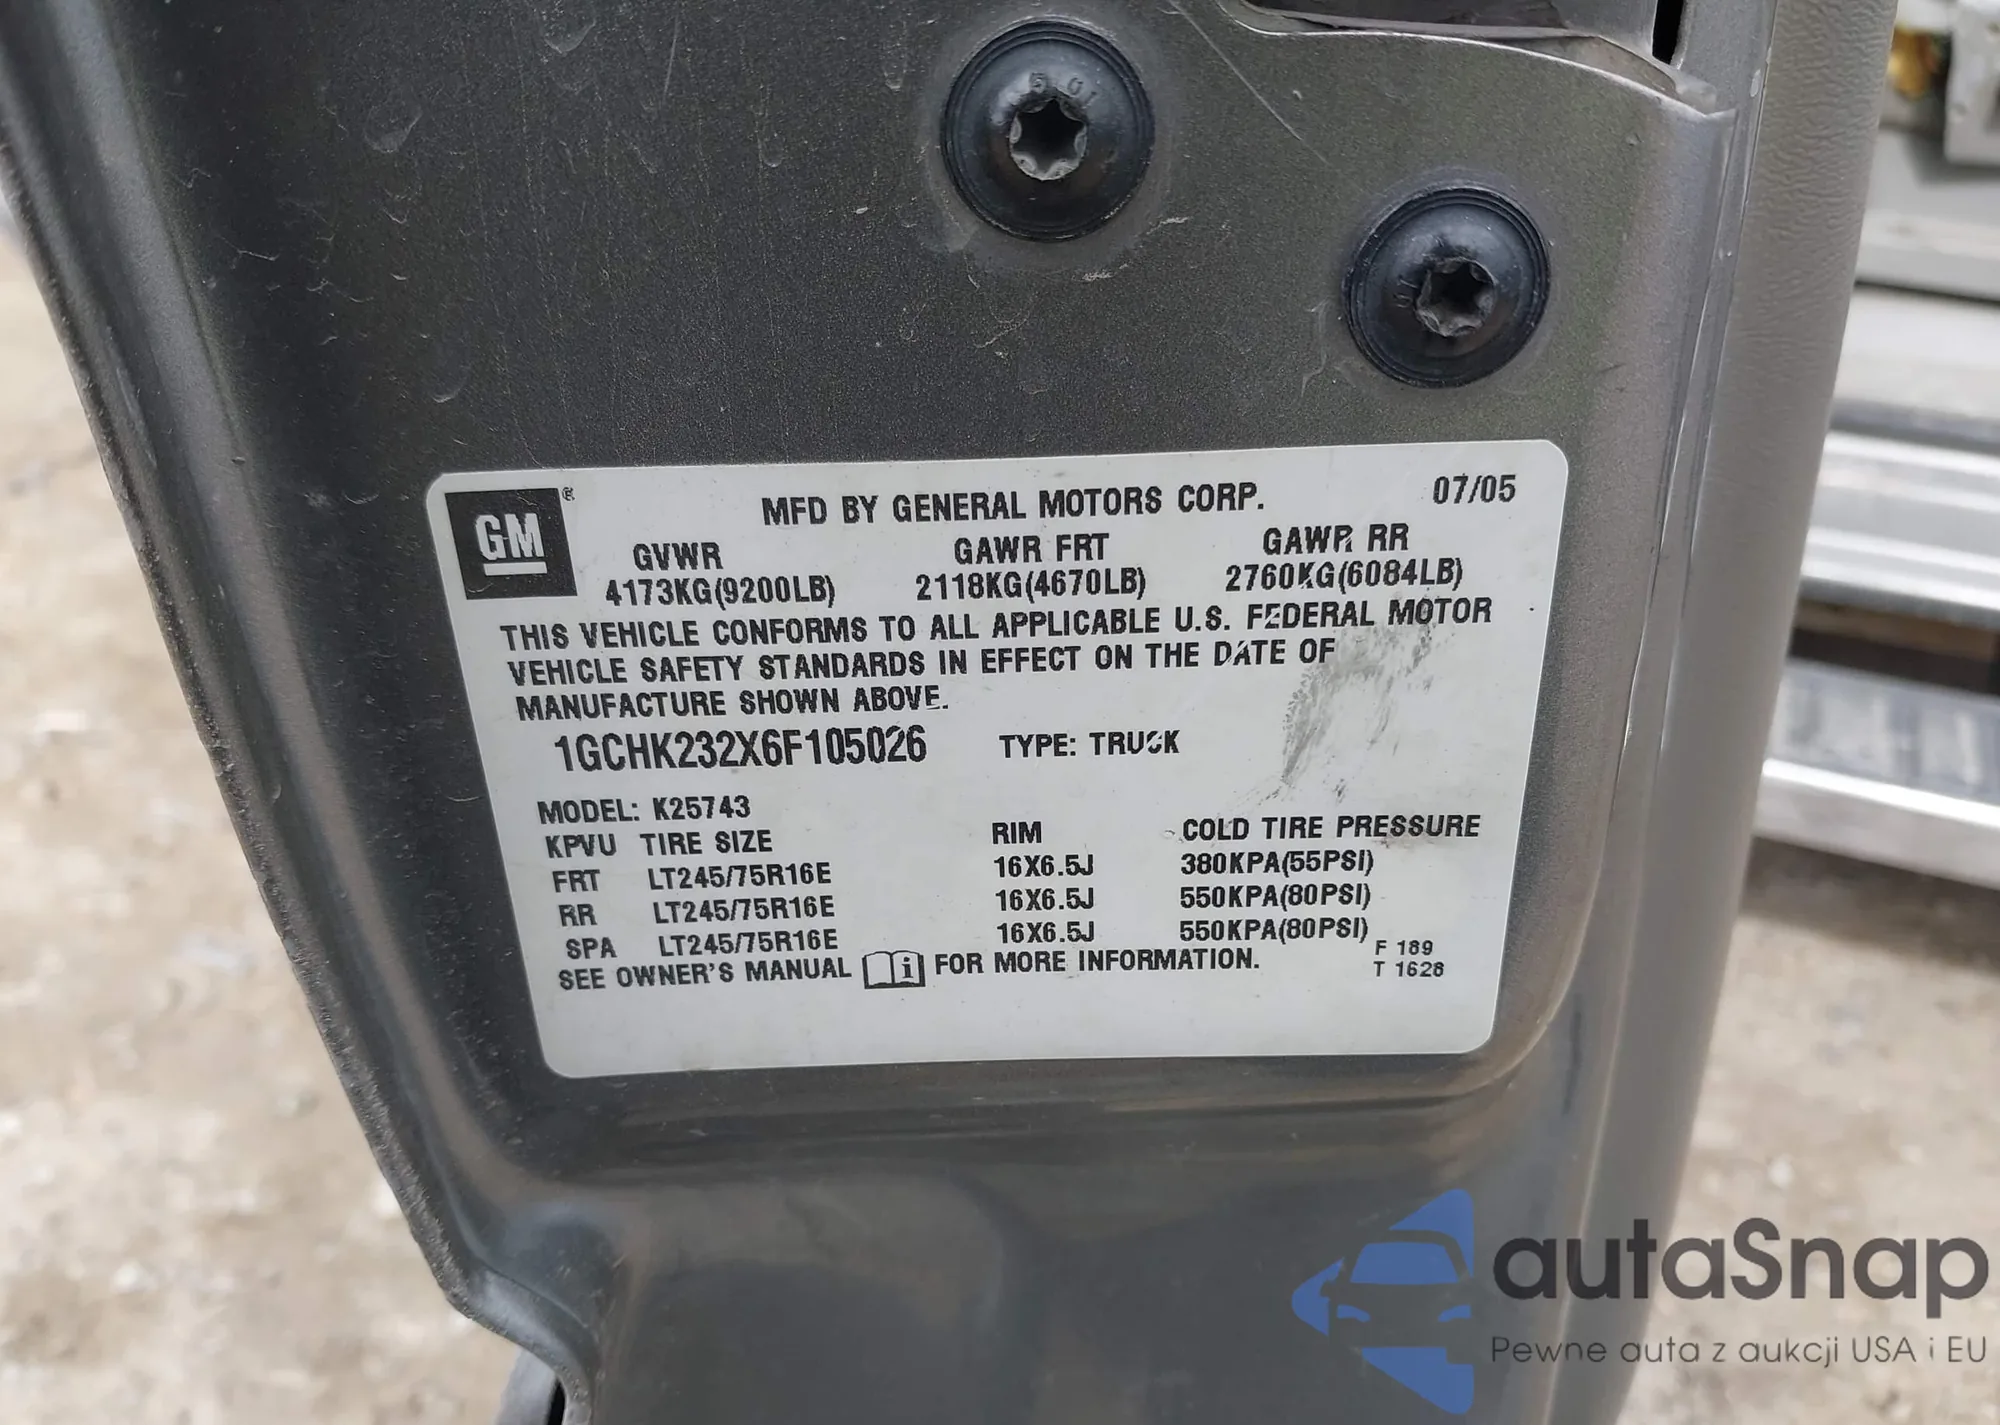 GM
MFD BY GENERAL MOTORS CORP. 07/05
GVWR GAWR FRT GAWR RR
4173KG(9200LB) 2118KG(4670LB) 2760KG(6084LB)
THIS VEHICLE CONFORMS TO ALL APPLICABLE U.S. FEDERAL MOTOR
VEHICLE SAFETY STANDARDS IN EFFECT ON THE DATE OF
MANUFACTURE SHOWN ABOVE.
1GCHK232X6F105026 TYPE: TRUCK
MODEL: K25743
KPVU TIRE SIZE RIM COLD TIRE PRESSURE
FRT LT245/75R16E 16X6.5J 380KPA(55PSI)
RR LT245/75R16E 16X6.5J 550KPA(80PSI)
SPA LT245/75R16E 16X6.5J 550KPA(80PSI)
SEE OWNER'S MANUAL i FOR MORE INFORMATION.
F 189
T 1628
autaSnap
Pewne auta z aukcji USA i EU